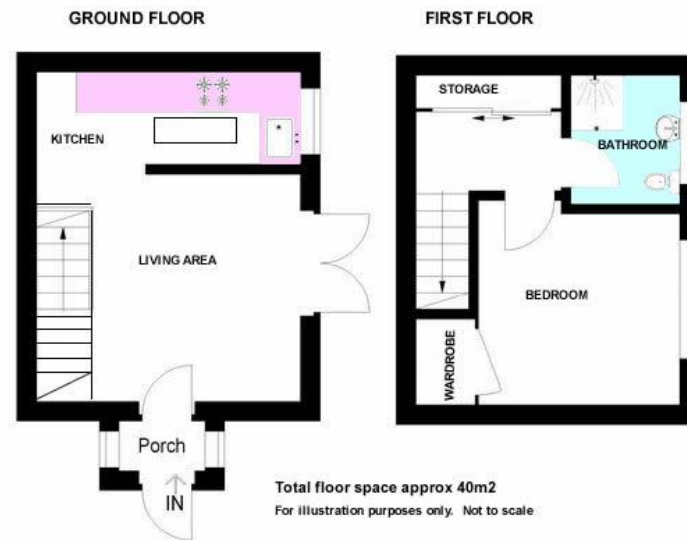 GROUND FLOOR
FIRST FLOOR
KITCHEN
LIVING AREA
Porch
IN
STORAGE
BATHROOM
BEDROOM
WARDROBE
Total floor space approx 40m2
For illustration purposes only. Not to scale